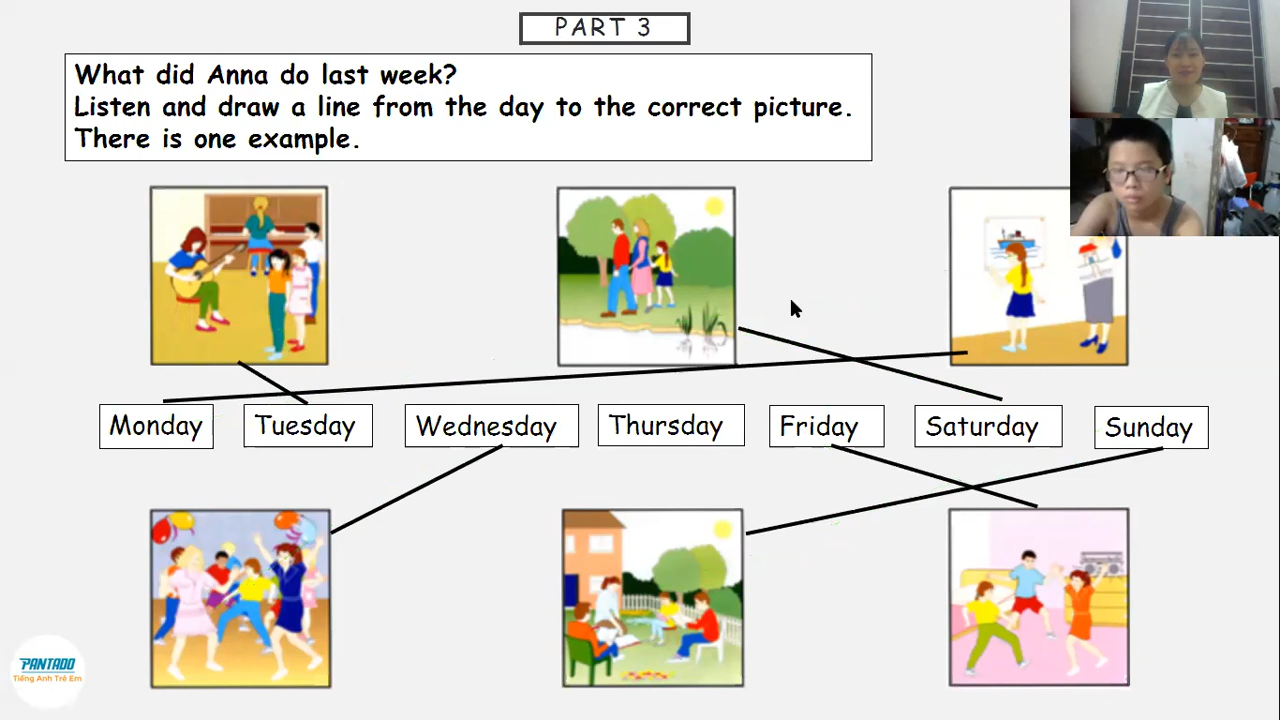 PART 3
What did Anna do last week?
Listen and draw a line from the day to the correct picture.
There is one example.
Monday
Tuesday
Wednesday
Thursday
Friday
Saturday
Sunday
PANTADO
Tiếng Anh Trẻ Em